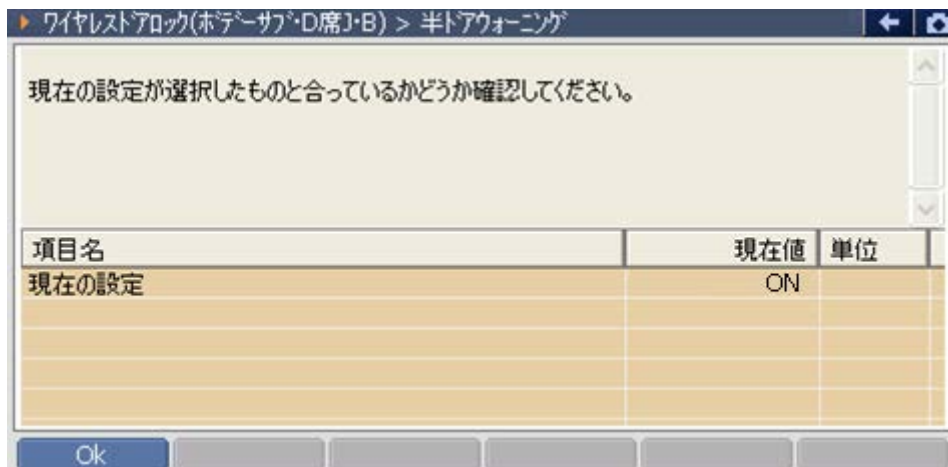 ワイヤレスドアロック(ボデーサブ・D席J・B) > 半ドアウォーニング
現在の設定が選択したものと合っているかどうか確認してください。
項目名 現在値 単位
現在の設定 ON
Ok